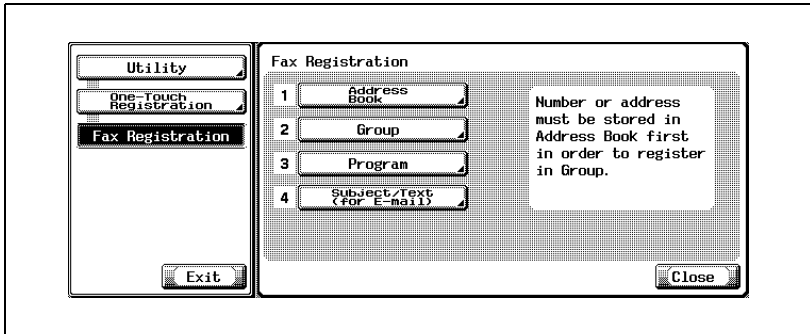 Utility
One-Touch
Registration
Fax Registration
Exit
Fax Registration
1 Address
Book
2 Group
3 Program
4 Subject/Text
(for E-mail)
Number or address
must be stored in
Address Book first
in order to register
in Group.
Close